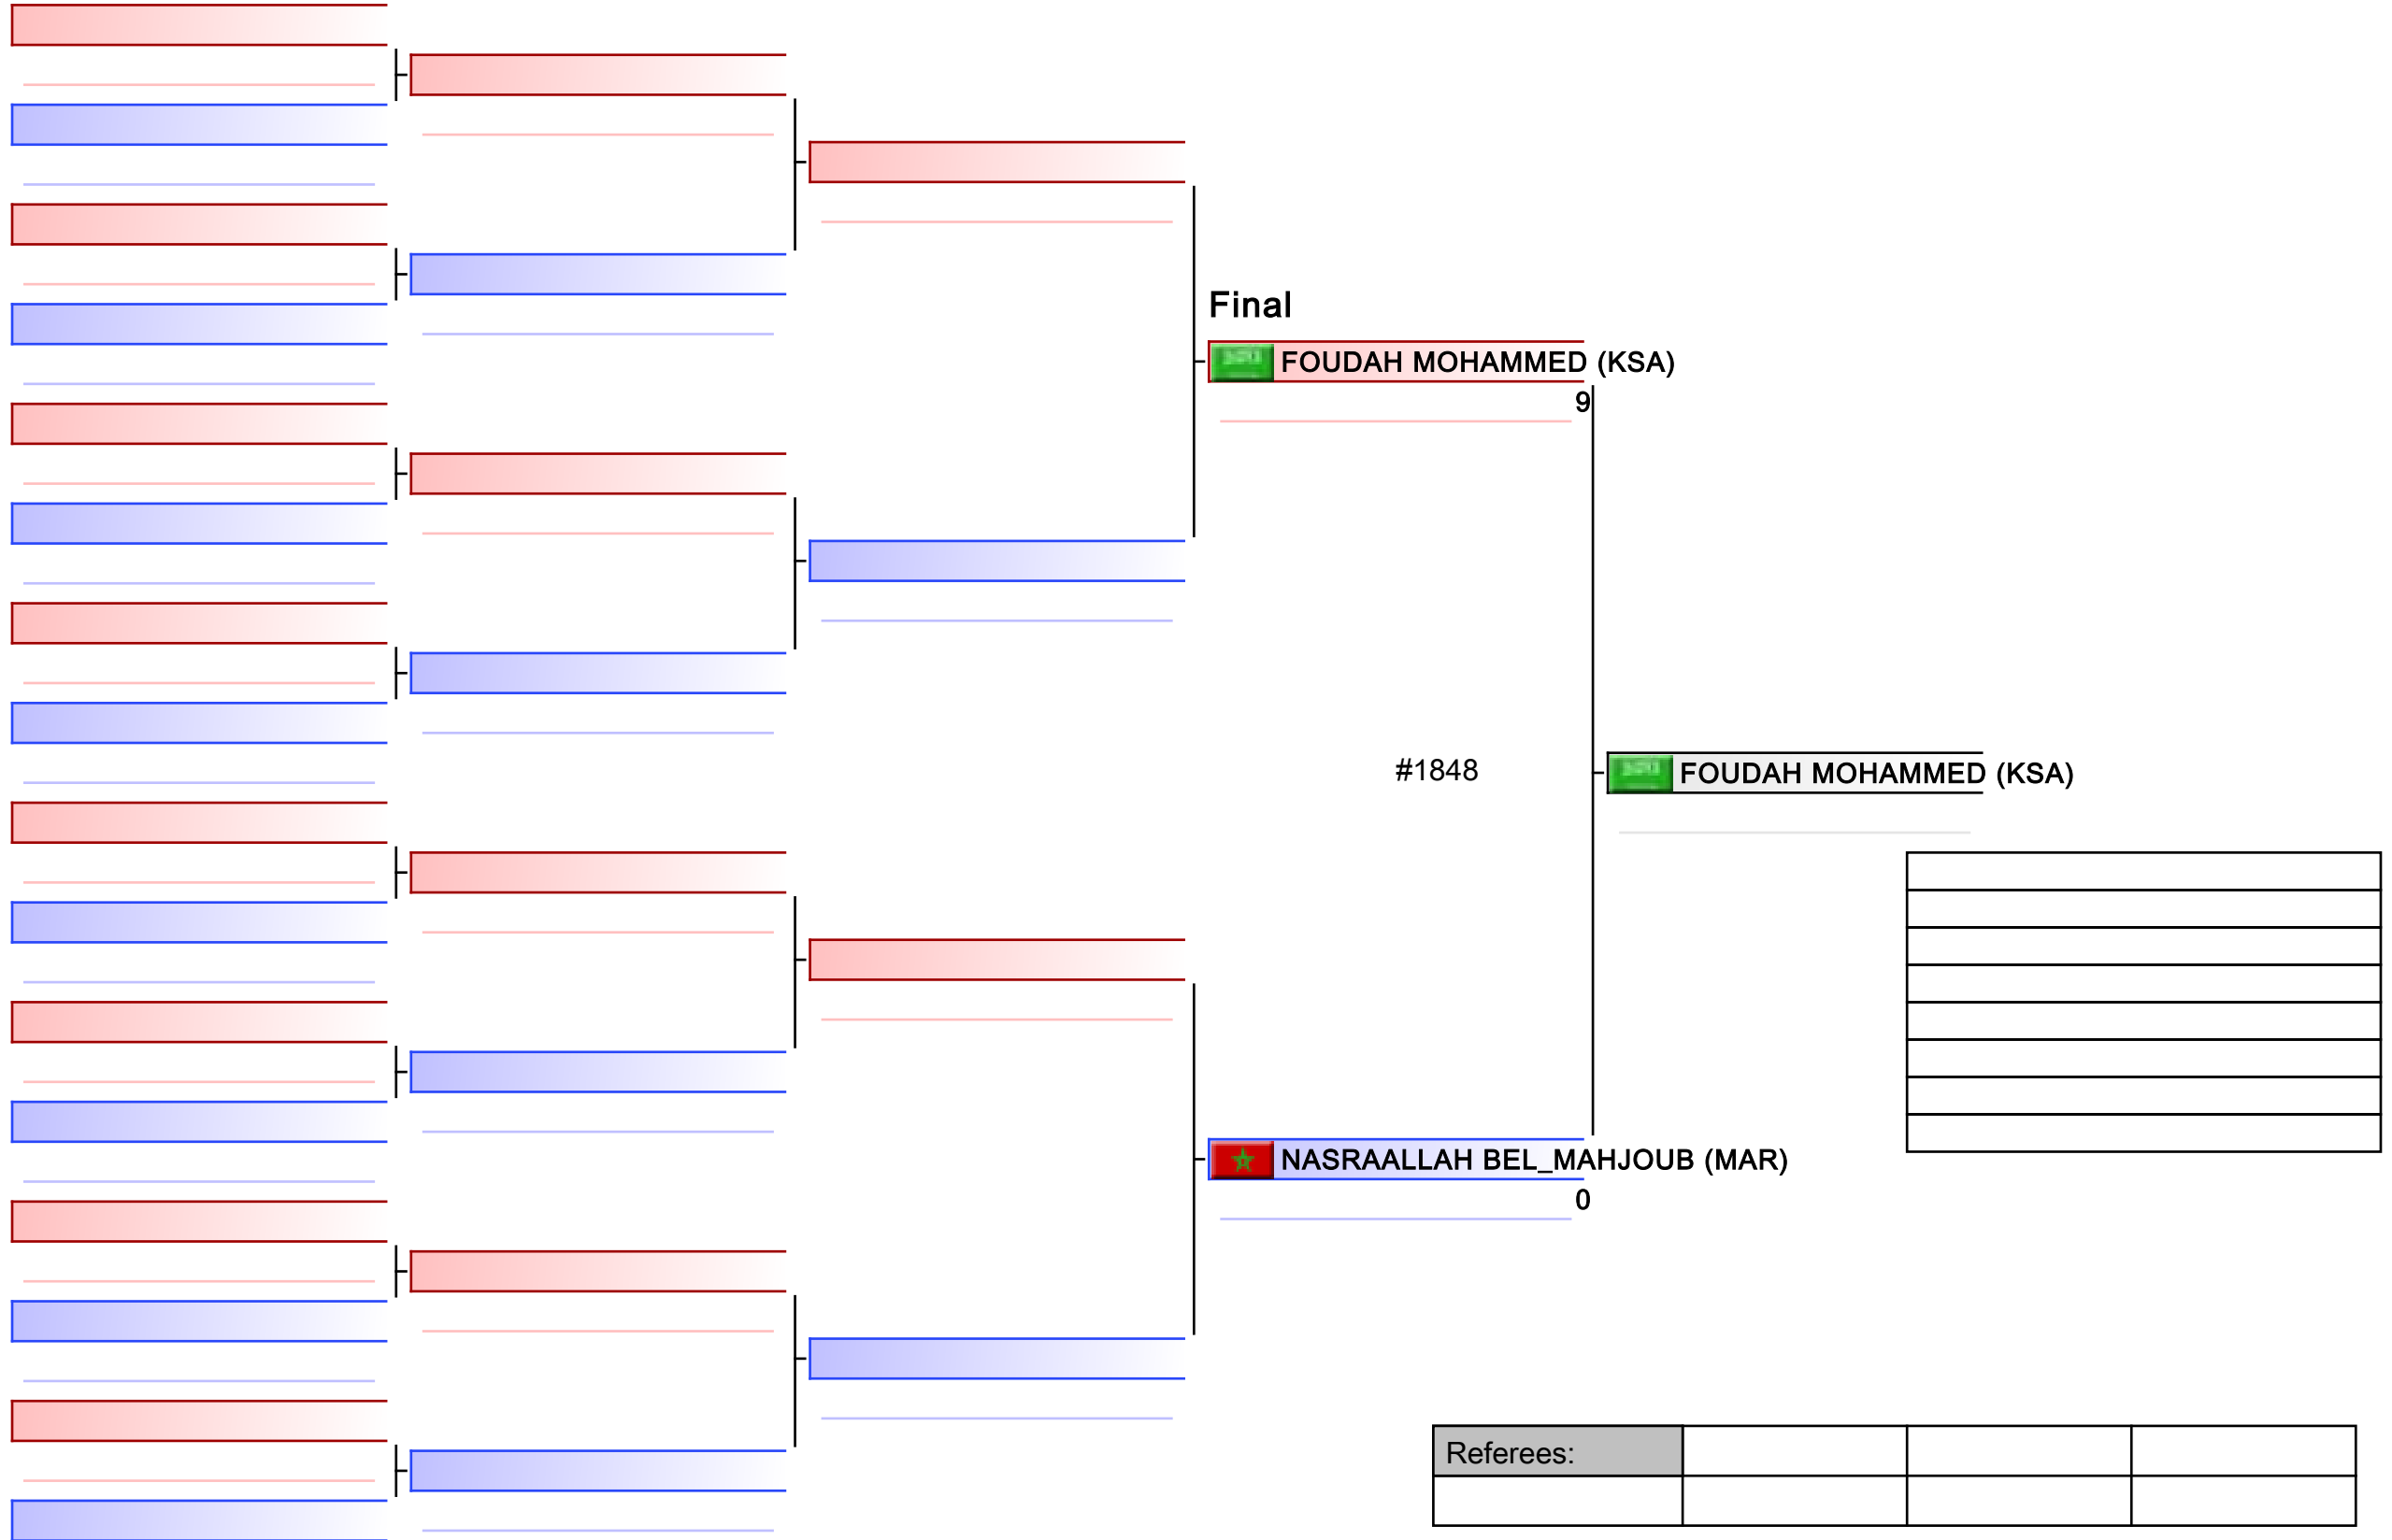 Final
FOUDAH MOHAMMED (KSA)
9
#1848
FOUDAH MOHAMMED (KSA)
NASRAALLAH BEL_MAHJOUB (MAR)
0
Referees: